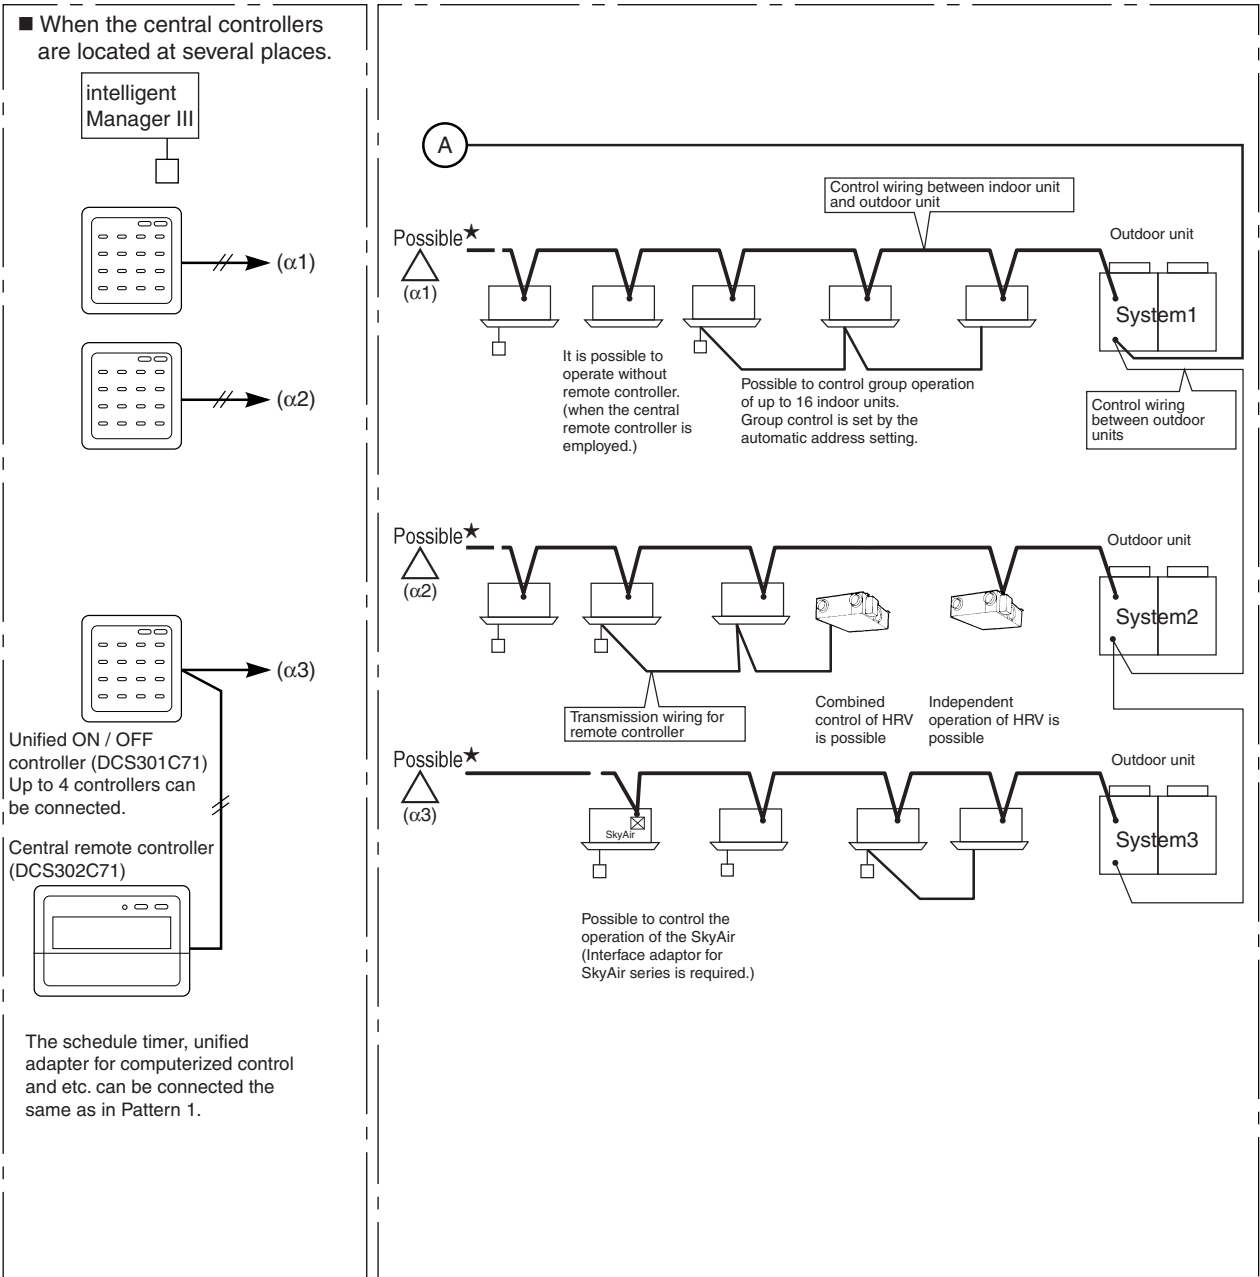 ■ When the central controllers
are located at several places.
intelligent
Manager III
(α1)
(α2)
(α3)
Unified ON / OFF
controller (DCS301C71)
Up to 4 controllers can
be connected.
Central remote controller
(DCS302C71)
The schedule timer, unified
adapter for computerized control
and etc. can be connected the
same as in Pattern 1.
A
Control wiring between indoor unit
and outdoor unit
Possible★
(α1)
Outdoor unit
System1
It is possible to
operate without
remote controller.
(when the central
remote controller is
employed.)
Possible to control group operation
of up to 16 indoor units.
Group control is set by the
automatic address setting.
Control wiring
between outdoor
units
Possible★
(α2)
Outdoor unit
System2
Transmission wiring for
remote controller
Combined
control of HRV
is possible
Independent
operation of HRV is
possible
Possible★
(α3)
Outdoor unit
SkyAir
System3
Possible to control the
operation of the SkyAir
(Interface adaptor for
SkyAir series is required.)